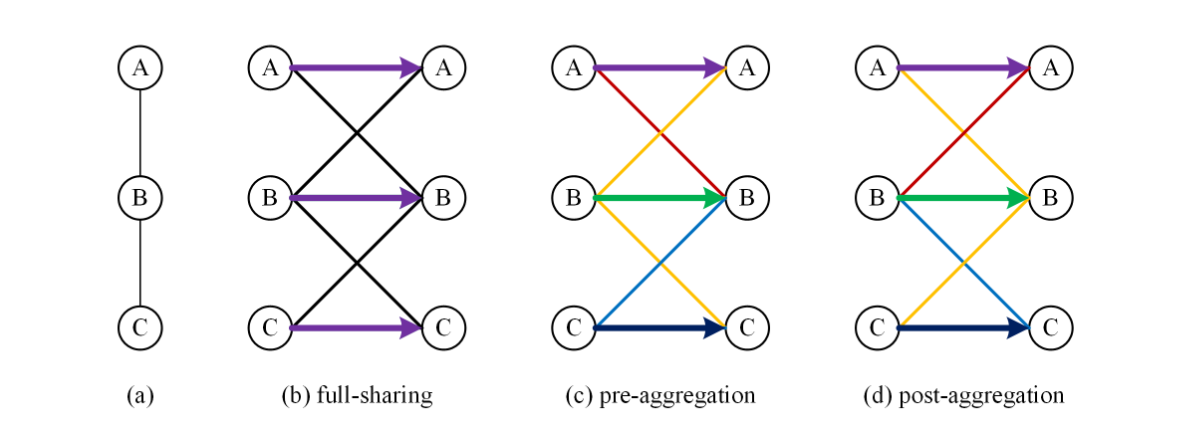 A A A A A A A
B B B B B B B
C C C C C C C
(a) (b) full-sharing (c) pre-aggregation (d) post-aggregation